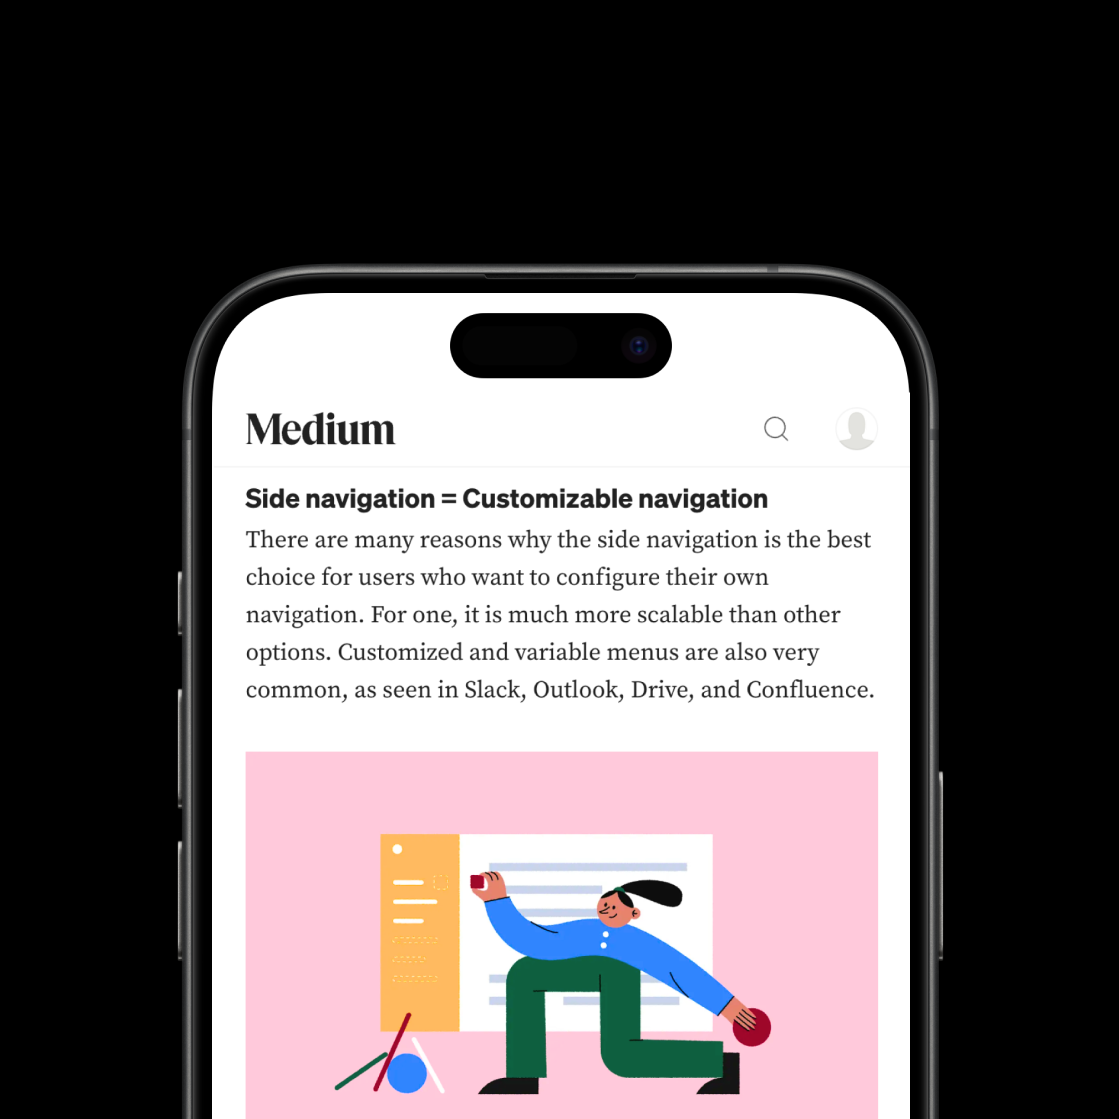 Medium
Side navigation = Customizable navigation
There are many reasons why the side navigation is the best
choice for users who want to configure their own
navigation. For one, it is much more scalable than other
options. Customized and variable menus are also very
common, as seen in Slack, Outlook, Drive, and Confluence.